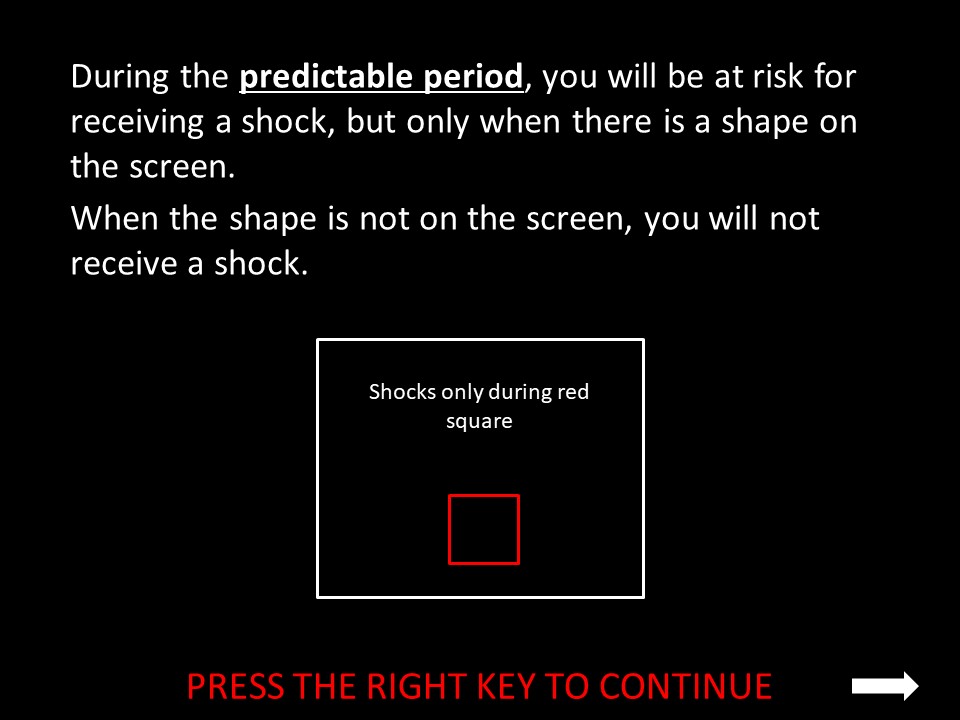 During the predictable period, you will be at risk for
receiving a shock, but only when there is a shape on
the screen.
When the shape is not on the screen, you will not
receive a shock.
Shocks only during red
square
PRESS THE RIGHT KEY TO CONTINUE